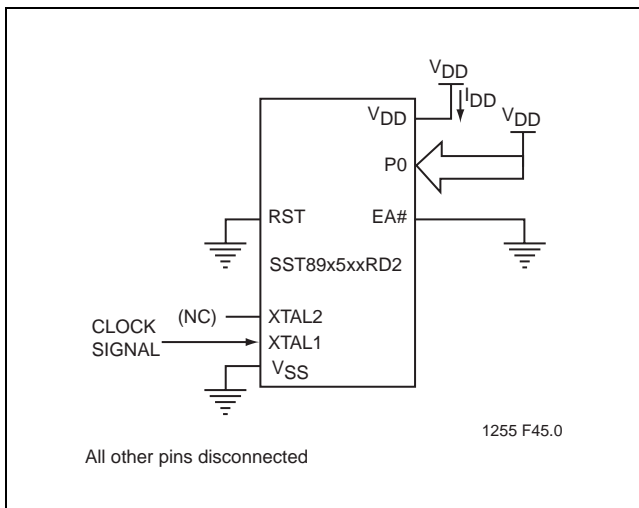 VDD
IDD
VDD
VDD
P0
RST
EA#
SST89x5xxRD2
(NC)
XTAL2
CLOCK
SIGNAL
XTAL1
VSS
1255 F45.0
All other pins disconnected